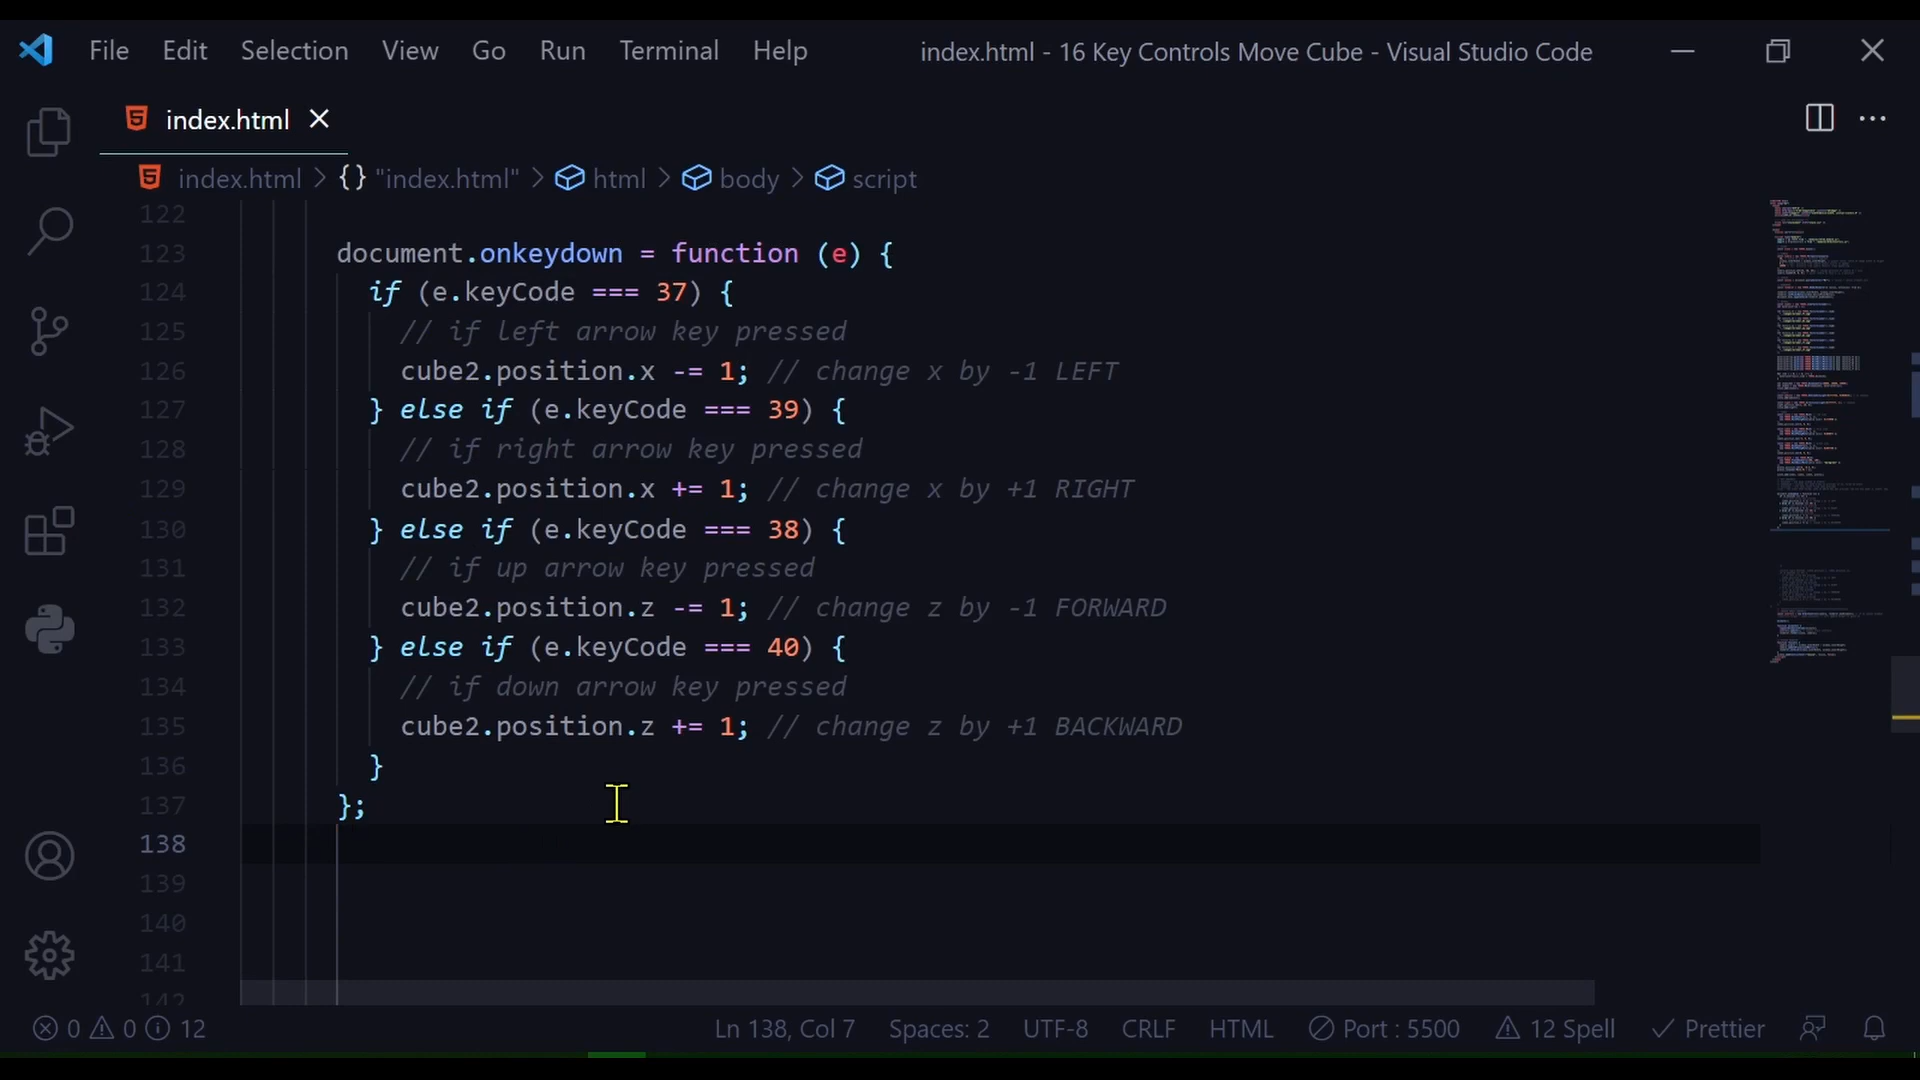 File Edit Selection View Go Run Terminal Help index.html - 16 Key Controls Move Cube - Visual Studio Code
index.html
index.html > {} "index.html" > html > body > script
122
123 document.onkeydown = function (e) {
124 if (e.keyCode === 37) {
125 // if left arrow key pressed
126 cube2.position.x -= 1; // change x by -1 LEFT
127 } else if (e.keyCode === 39) {
128 // if right arrow key pressed
129 cube2.position.x += 1; // change x by +1 RIGHT
130 } else if (e.keyCode === 38) {
131 // if up arrow key pressed
132 cube2.position.z -= 1; // change z by -1 FORWARD
133 } else if (e.keyCode === 40) {
134 // if down arrow key pressed
135 cube2.position.z += 1; // change z by +1 BACKWARD
136 }
137 };
138
139
140
141
142
0 0 12 Ln 138, Col 7 Spaces: 2 UTF-8 CRLF HTML Port : 5500 12 Spell Prettier